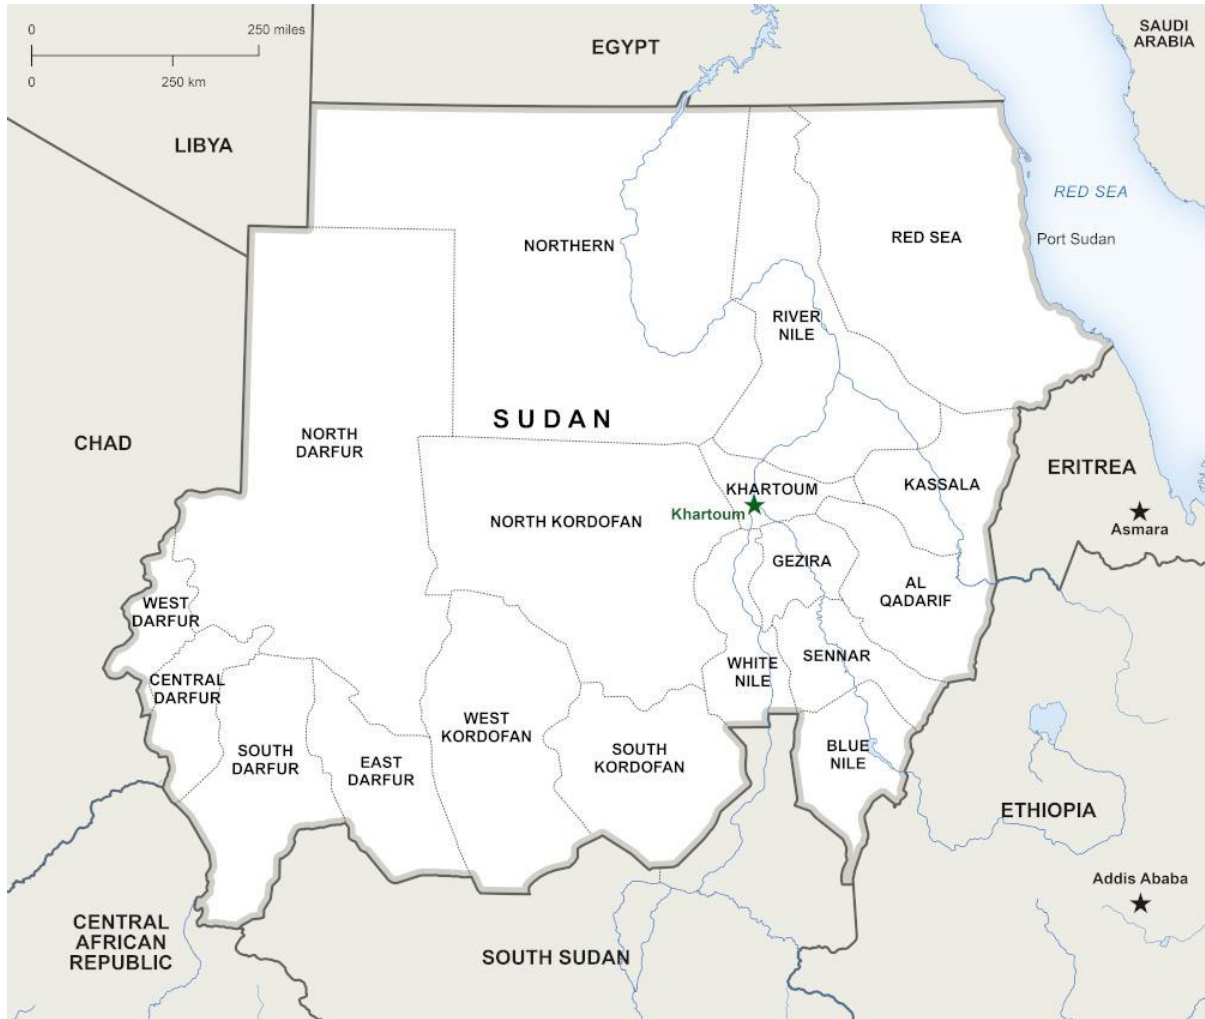 0 250 miles
0 250 km
EGYPT
SAUDI
ARABIA
LIBYA
RED SEA
NORTHERN
RED SEA
Port Sudan
RIVER
NILE
SUDAN
CHAD
NORTH
DARFUR
ERITREA
KASSALA
KHARTOUM
Khartoum
NORTH KORDOFAN
Asmara
GEZIRA
AL
QADARIF
WEST
DARFUR
SENNAR
WHITE
NILE
CENTRAL
DARFUR
WEST
KORDOFAN
SOUTH
DARFUR
EAST
DARFUR
SOUTH
KORDOFAN
BLUE
NILE
ETHIOPIA
Addis Ababa
CENTRAL
AFRICAN
REPUBLIC
SOUTH SUDAN